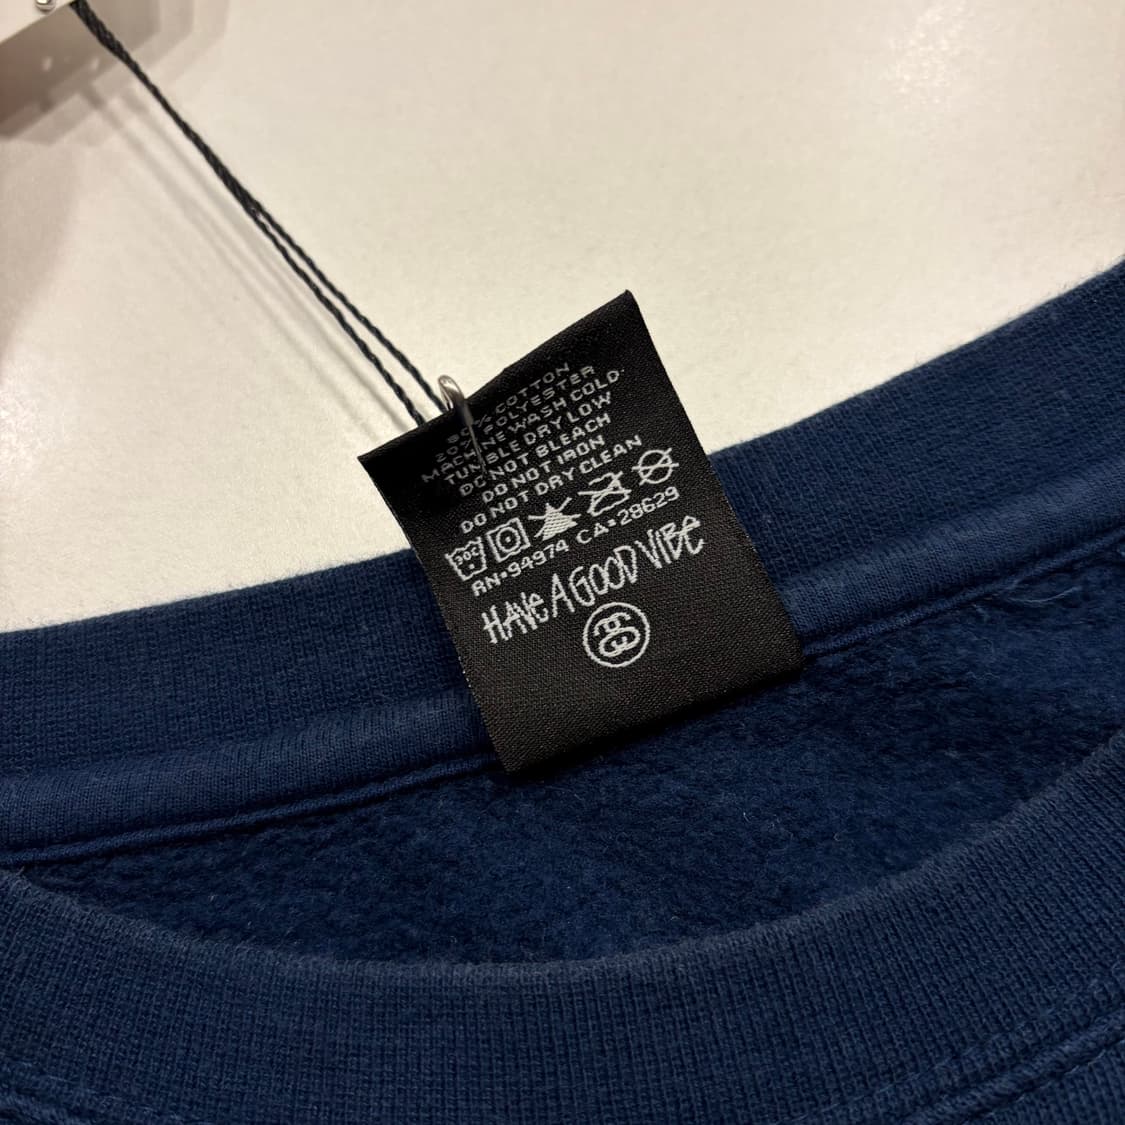 80% COTTON
20% POLYESTER
MACHINE WASH COLD
TUMBLE DRY LOW
DO NOT BLEACH
DO NOT IRON
DO NOT DRY CLEAN
30C
RN•94974 CA•28629
HAVE A GOOD VIBE